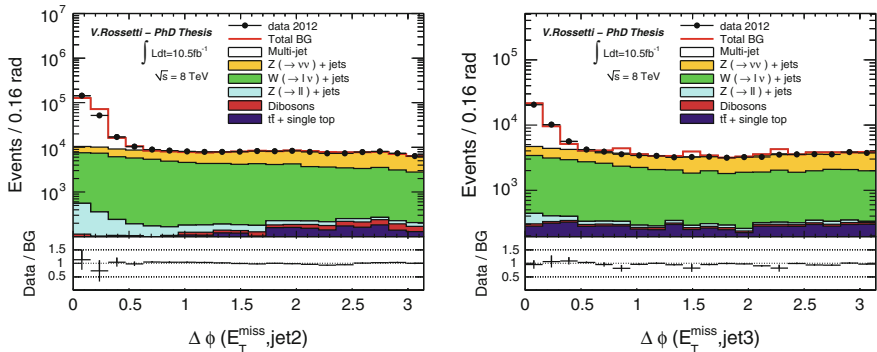 10⁷
10⁶
10⁵
10⁴
10³
Events / 0.16 rad
V.Rossetti – PhD Thesis
∫ Ldt=10.5fb⁻¹
√s = 8 TeV
data 2012
Total BG
Multi-jet
Z (→ νν) + jets
W (→ l ν) + jets
Z (→ ll) + jets
Dibosons
tt̄ + single top
Data / BG
1.5
1
0.5
0 0.5 1 1.5 2 2.5 3
Δ ϕ (E_T^miss,jet2)
10⁵
10⁴
10³
Events / 0.16 rad
V.Rossetti – PhD Thesis
∫ Ldt=10.5fb⁻¹
√s = 8 TeV
data 2012
Total BG
Multi-jet
Z (→ νν) + jets
W (→ l ν) + jets
Z (→ ll) + jets
Dibosons
tt̄ + single top
Data / BG
1.5
1
0.5
0 0.5 1 1.5 2 2.5 3
Δ ϕ (E_T^miss,jet3)